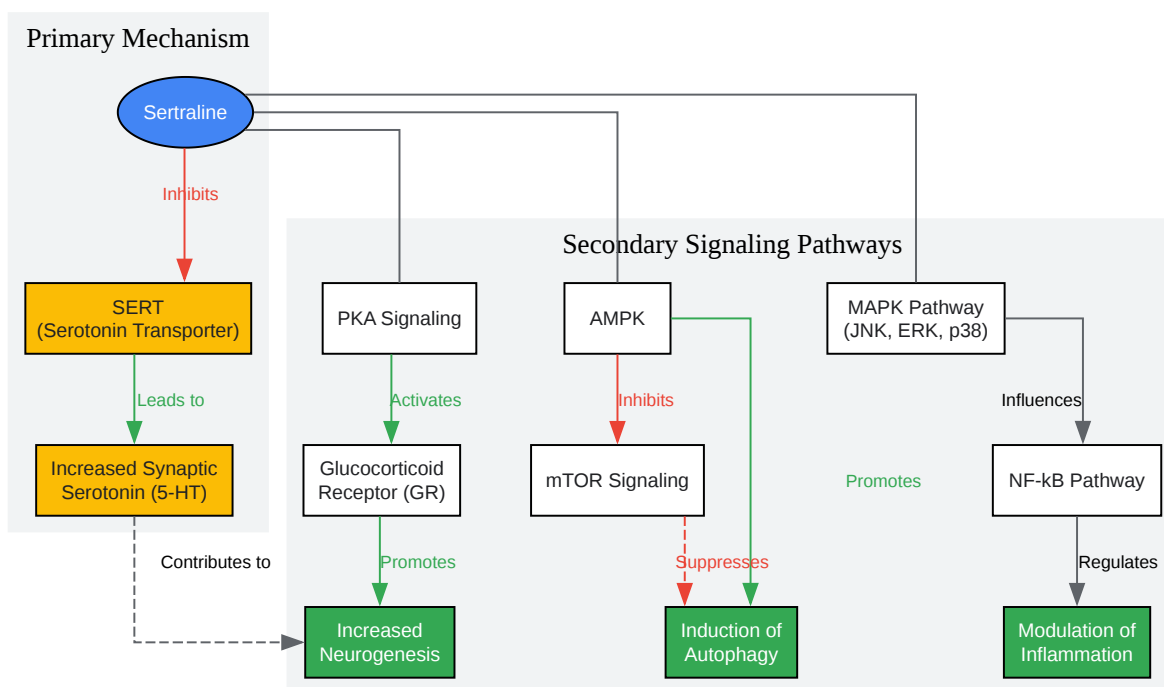 Primary Mechanism
Sertraline
Inhibits
Secondary Signaling Pathways
SERT
(Serotonin Transporter)
PKA Signaling
AMPK
MAPK Pathway
(JNK, ERK, p38)
Leads to
Activates
Inhibits
Influences
Increased Synaptic
Serotonin (5-HT)
Glucocorticoid
Receptor (GR)
mTOR Signaling
Promotes
NF-kB Pathway
Contributes to
Promotes
Suppresses
Regulates
Increased
Neurogenesis
Induction of
Autophagy
Modulation of
Inflammation